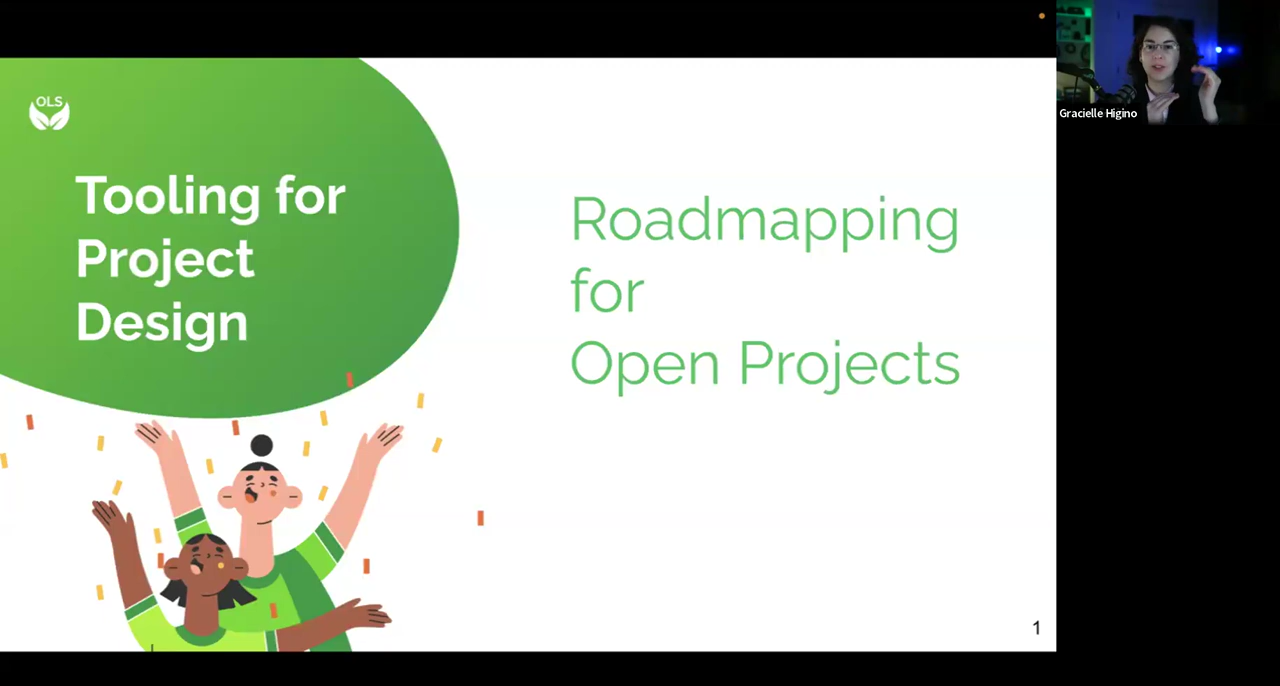 OLS
Tooling for
Project
Design
Roadmapping
for
Open Projects
1
Gracielle Higino